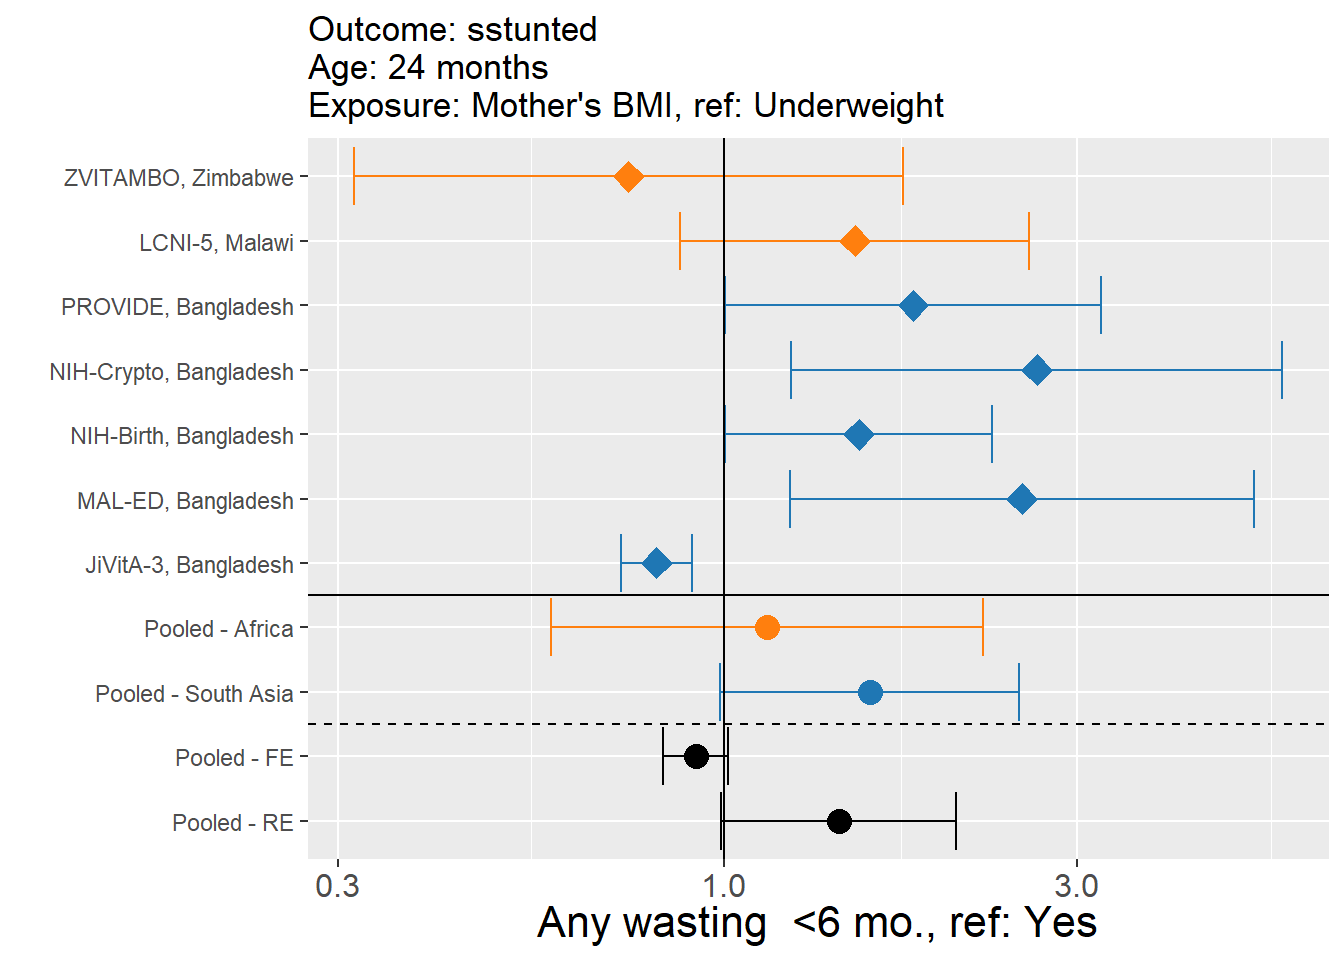 Outcome: sstunted
Age: 24 months
Exposure: Mother's BMI, ref: Underweight
ZVITAMBO, Zimbabwe
LCNI-5, Malawi
PROVIDE, Bangladesh
NIH-Crypto, Bangladesh
NIH-Birth, Bangladesh
MAL-ED, Bangladesh
JiVitA-3, Bangladesh
Pooled - Africa
Pooled - South Asia
Pooled - FE
Pooled - RE
0.3 1.0 3.0
Any wasting  <6 mo., ref: Yes